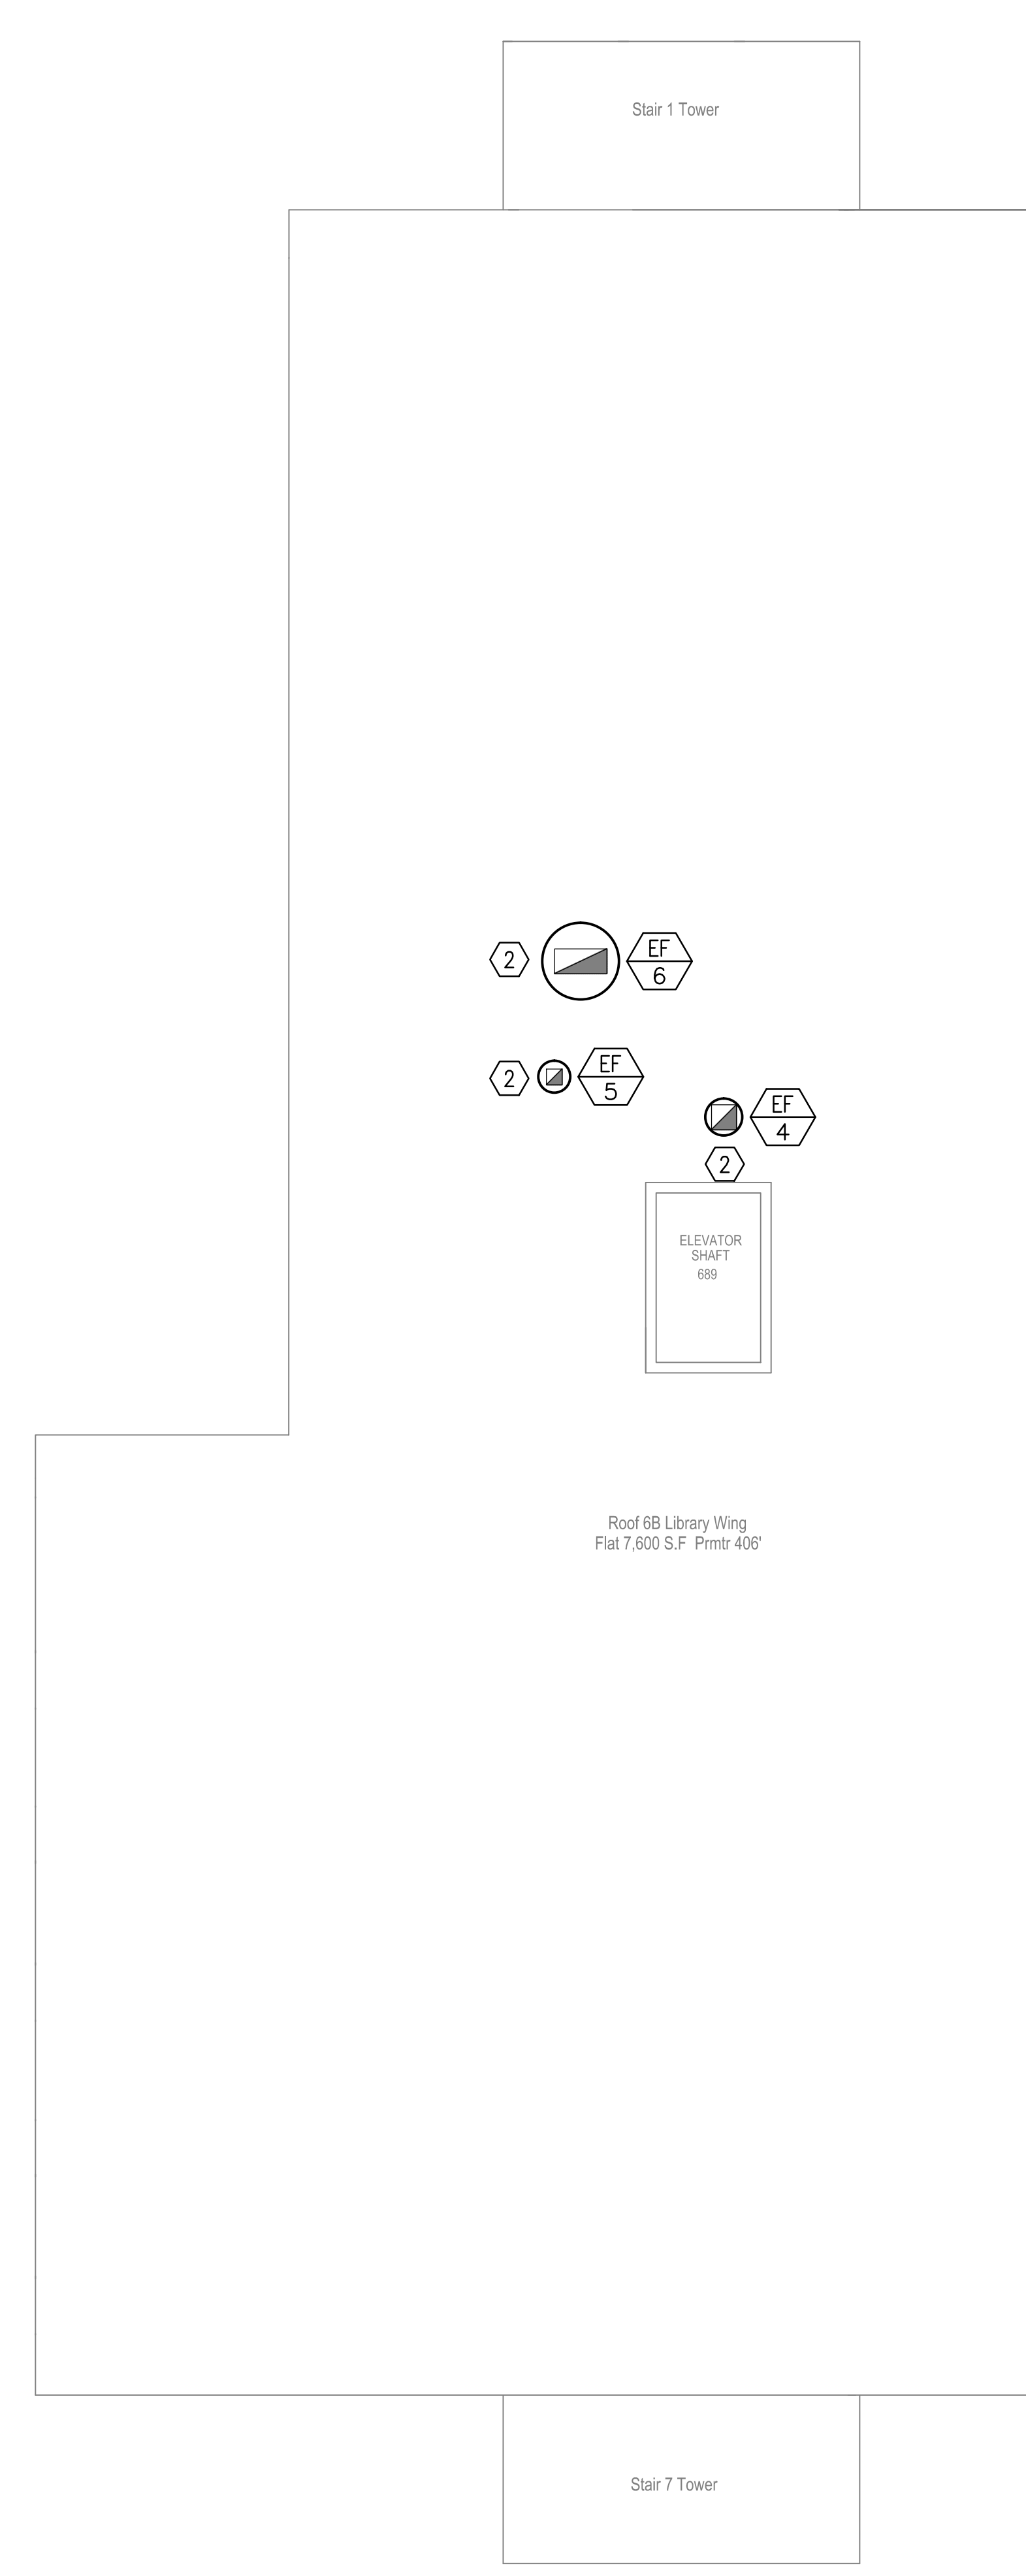 Stair 1 Tower
2
EF
6
2
EF
5
EF
4
2
ELEVATOR
SHAFT
689
Roof 6B Library Wing
Flat 7,600 S.F  Prmtr 406'
Stair 7 Tower